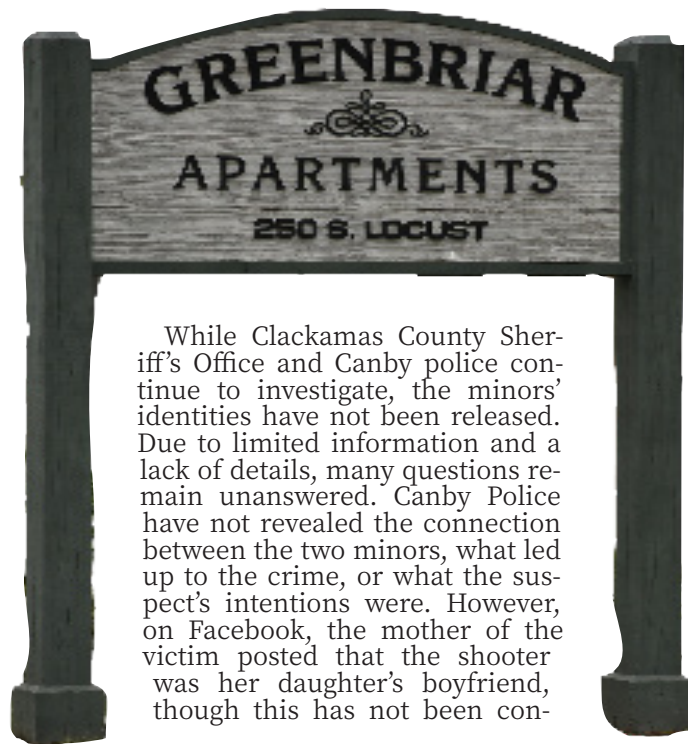 GREENBRIAR
APARTMENTS
250 S. LOCUST
While Clackamas County Sher-
iff’s Office and Canby police con-
tinue to investigate, the minors’
identities have not been released.
Due to limited information and a
lack of details, many questions re-
main unanswered. Canby Police
have not revealed the connection
between the two minors, what led
up to the crime, or what the sus-
pect’s intentions were. However,
on Facebook, the mother of the
victim posted that the shooter
was her daughter’s boyfriend,
though this has not been con-